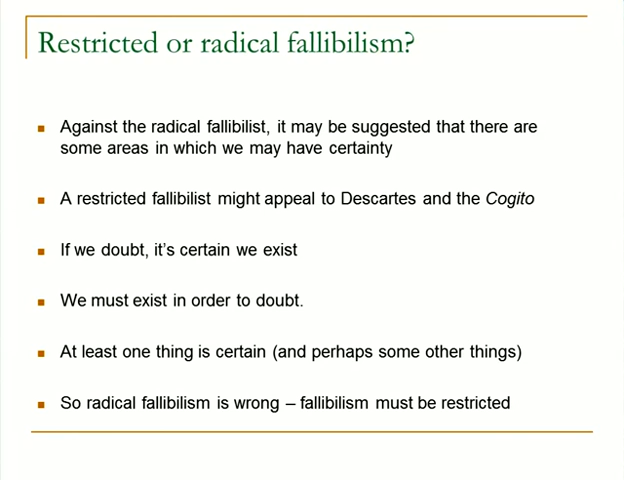 Restricted or radical fallibilism?
Against the radical fallibilist, it may be suggested that there are
some areas in which we may have certainty
A restricted fallibilist might appeal to Descartes and the Cogito
If we doubt, it's certain we exist
We must exist in order to doubt.
At least one thing is certain (and perhaps some other things)
So radical fallibilism is wrong – fallibilism must be restricted